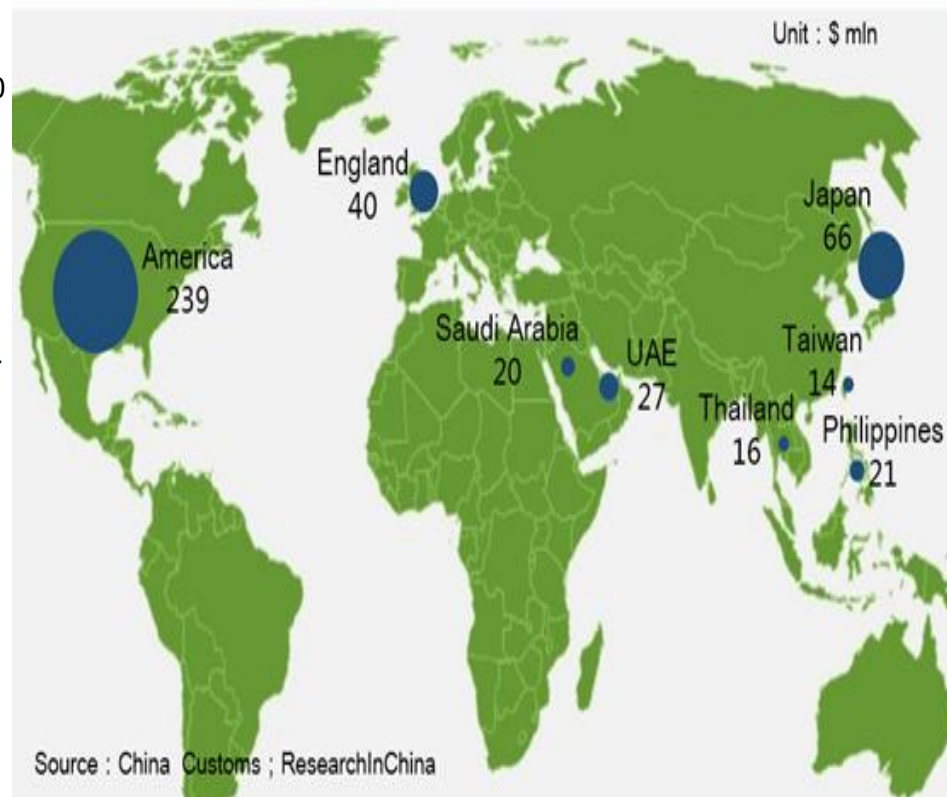 Unit : $ mln
0
England
40
Japan
66
America
239
Saudi Arabia
20
UAE
27
Taiwan
14
Thailand
16
Philippines
21
Source : China Customs ; ResearchInChina